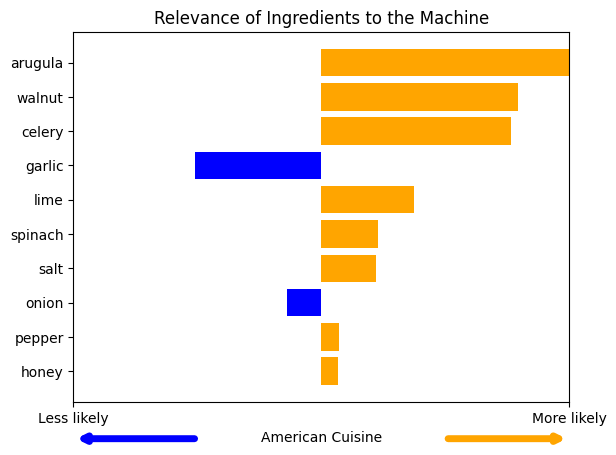 Relevance of Ingredients to the Machine
arugula
walnut
celery
garlic
lime
spinach
salt
onion
pepper
honey
Less likely
More likely
American Cuisine